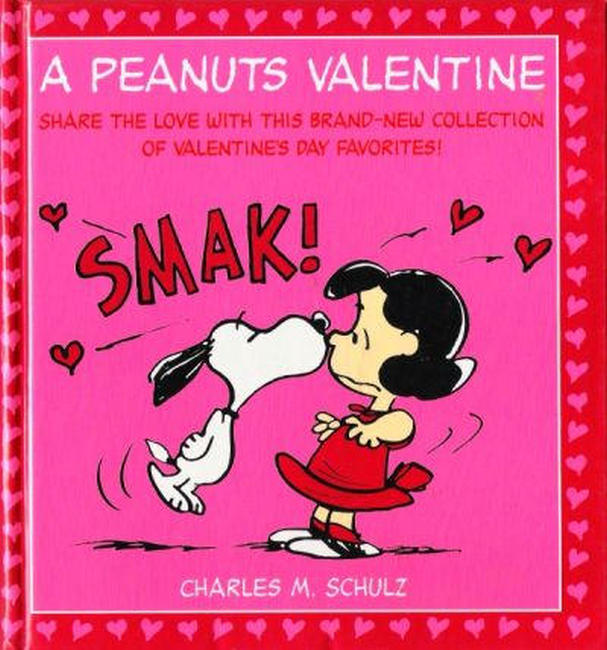 A PEANUTS VALENTINE
SHARE THE LOVE WITH THIS BRAND-NEW COLLECTION
OF VALENTINE'S DAY FAVORITES!
SMAK!
CHARLES M. SCHULZ